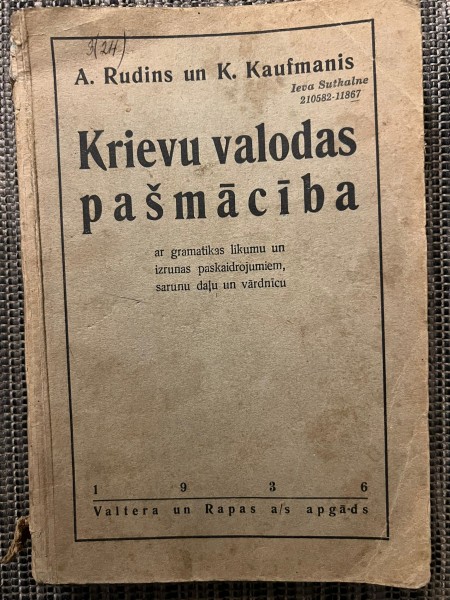 3(24)
A. Rudins un K. Kaufmanis
Ieva Sutkalne
210582-11867
Krievu valodas
pašmācība
ar gramatikas likumu un
izrunas paskaidrojumiem,
sarunu daļu un vārdnīcu
1 9 3 6
Valtera un Rapas a/s apgāds